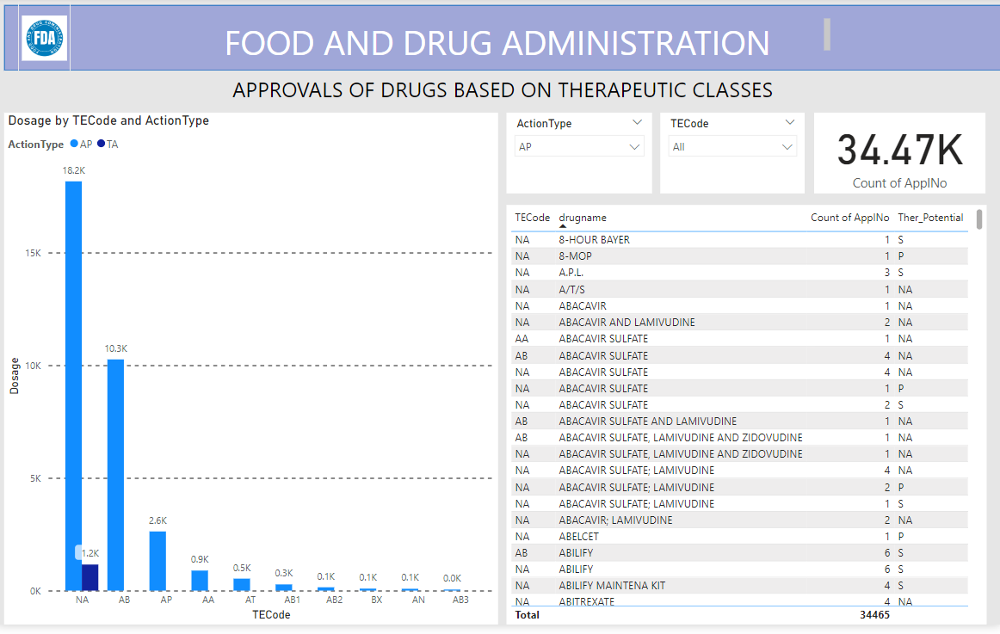 FDA
FOOD AND DRUG ADMINISTRATION
APPROVALS OF DRUGS BASED ON THERAPEUTIC CLASSES
Dosage by TECode and ActionType
ActionType AP TA
18.2K
15K
10.3K
10K
Dosage
5K
2.6K
1.2K
0.9K
0.5K
0.3K
0.1K
0.1K
0.1K
0.0K
0K
NA AB AP AA AT AB1 AB2 BX AN AB3
TECode
ActionType
AP
TECode
All
34.47K
Count of ApplNo
TECode drugname Count of ApplNo Ther_Potential
NA 8-HOUR BAYER 1 S
NA 8-MOP 1 P
NA A.P.L. 3 S
NA A/T/S 1 NA
NA ABACAVIR 1 NA
NA ABACAVIR AND LAMIVUDINE 2 NA
AA ABACAVIR SULFATE 1 NA
AB ABACAVIR SULFATE 4 NA
NA ABACAVIR SULFATE 4 NA
NA ABACAVIR SULFATE 1 P
NA ABACAVIR SULFATE 2 S
AB ABACAVIR SULFATE AND LAMIVUDINE 1 NA
AB ABACAVIR SULFATE, LAMIVUDINE AND ZIDOVUDINE 1 NA
NA ABACAVIR SULFATE, LAMIVUDINE AND ZIDOVUDINE 1 NA
NA ABACAVIR SULFATE; LAMIVUDINE 4 NA
NA ABACAVIR SULFATE; LAMIVUDINE 2 P
NA ABACAVIR SULFATE; LAMIVUDINE 1 S
NA ABACAVIR; LAMIVUDINE 2 NA
NA ABELCET 1 P
AB ABILIFY 6 S
NA ABILIFY 6 S
NA ABILIFY MAINTENA KIT 4 S
NA ABITREXATE 4 NA
Total 34465